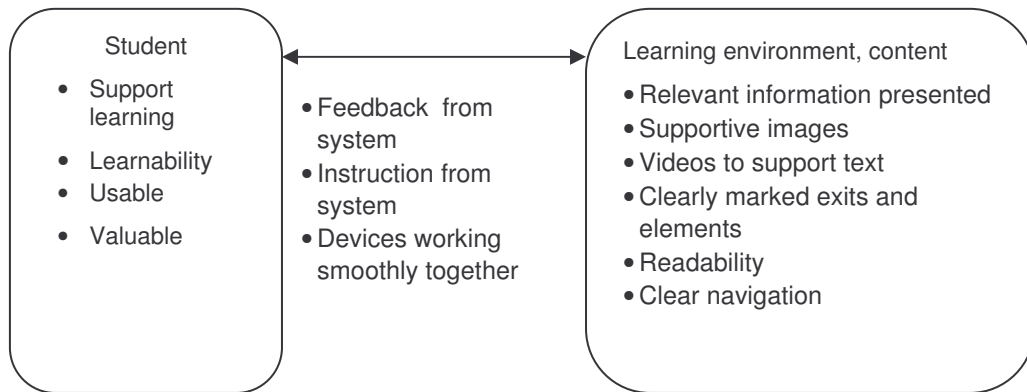 Student
• Support
learning
• Learnability
• Usable
• Valuable
• Feedback from
system
• Instruction from
system
• Devices working
smoothly together
Learning environment, content
• Relevant information presented
• Supportive images
• Videos to support text
• Clearly marked exits and
elements
• Readability
• Clear navigation